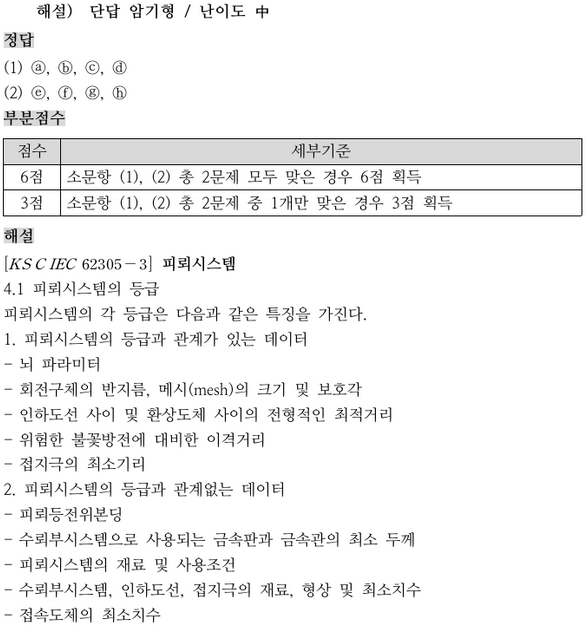 해설) 단답 암기형 / 난이도 中
정답
(1) ⓐ, ⓑ, ⓒ, ⓓ
(2) ⓔ, ⓕ, ⓖ, ⓗ
부분점수
점수 세부기준
6점 소문항 (1), (2) 총 2문제 모두 맞은 경우 6점 획득
3점 소문항 (1), (2) 총 2문제 중 1개만 맞은 경우 3점 획득
해설
[KS C IEC 62305-3] 피뢰시스템
4.1 피뢰시스템의 등급
피뢰시스템의 각 등급은 다음과 같은 특징을 가진다.
1. 피뢰시스템의 등급과 관계가 있는 데이터
- 뇌 파라미터
- 회전구체의 반지름, 메시(mesh)의 크기 및 보호각
- 인하도선 사이 및 환상도체 사이의 전형적인 최적거리
- 위험한 불꽃방전에 대비한 이격거리
- 접지극의 최소기리
2. 피뢰시스템의 등급과 관계없는 데이터
- 피뢰등전위본딩
- 수뢰부시스템으로 사용되는 금속판과 금속관의 최소 두께
- 피뢰시스템의 재료 및 사용조건
- 수뢰부시스템, 인하도선, 접지극의 재료, 형상 및 최소치수
- 접속도체의 최소치수